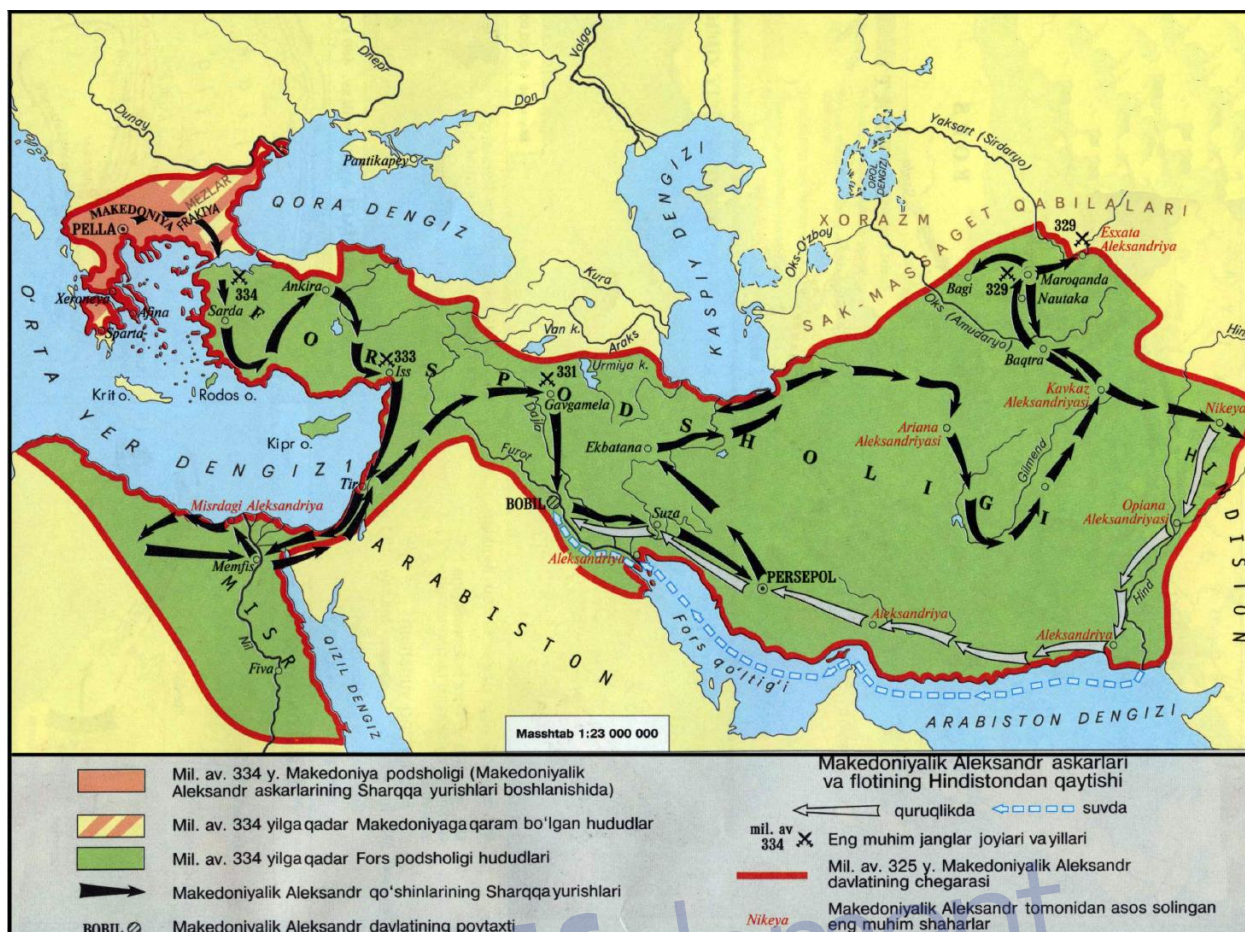 Volga
Dnepr
Don
Dunay
Yaksart (Sirdaryo)
Pantikapey
OROL
DENGIZI
KASPIY DENGIZI
MEZLAR
MAKEDONIYA
FRAKIYA
PELLA
QORA DENGIZ
XORAZM
SAK-MASSAGET QABILALARI
329
Esxata
Aleksandriya
Oks-O'zboy
Kura
Bagi
329
Maroqanda
Nautaka
334
Ankira
Xeroneya
Afina
Sarda
Sparta
Van k.
Araks
Oks (Amudaryo)
333
Iss
Urmiya k.
Baqtra
O'RTA YER DENGIZI
Krit o.
Rodos o.
331
Gavgamela
Kavkaz
Aleksandriyasi
Nikeya
Kipr o.
Dajla
FORS PODSHOLIGI
Ariana
Aleksandriyasi
Ekbatana
Furot
Gilmend
HINDISTON
Tir
Misrdagi Aleksandriya
BOBIL
Suza
Opiana
Aleksandriyasi
Memfis
ARABISTON
Aleksandriya
PERSEPOL
Hind
MISR
Nil
Aleksandriya
Aleksandriya
Fiva
QIZIL DENGIZ
Fors qo'ltig'i
ARABISTON DENGIZI
Masshtab 1:23 000 000
Mil. av. 334 y. Makedoniya podsholigi (Makedoniyalik
Aleksandr askarlarining Sharqqa yurishlari boshlanishida)
Mil. av. 334 yilga qadar Makedoniyaga qaram bo'lgan hududlar
Mil. av. 334 yilga qadar Fors podsholigi hududlari
Makedoniyalik Aleksandr qo'shinlarining Sharqqa yurishlari
BOBIL Makedoniyalik Aleksandr davlatining poytaxti
Makedoniyalik Aleksandr askarlari
va flotining Hindistondan qaytishi
quruqlikda suvda
mil. av
334 Eng muhim janglar joylari va yillari
Mil. av. 325 y. Makedoniyalik Aleksandr
davlatining chegarasi
Nikeya Makedoniyalik Aleksandr tomonidan asos solingan
eng muhim shaharlar